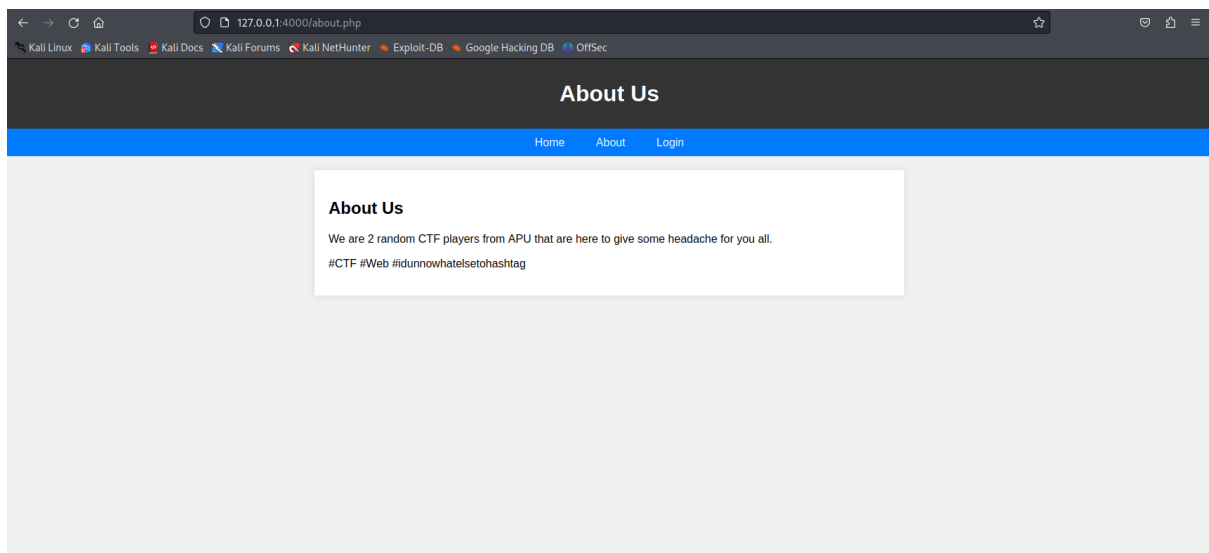 127.0.0.1:4000/about.php
Kali Linux Kali Tools Kali Docs Kali Forums Kali NetHunter Exploit-DB Google Hacking DB OffSec
About Us
Home About Login
About Us
We are 2 random CTF players from APU that are here to give some headache for you all.
#CTF #Web #idunnowhatelsetohashtag